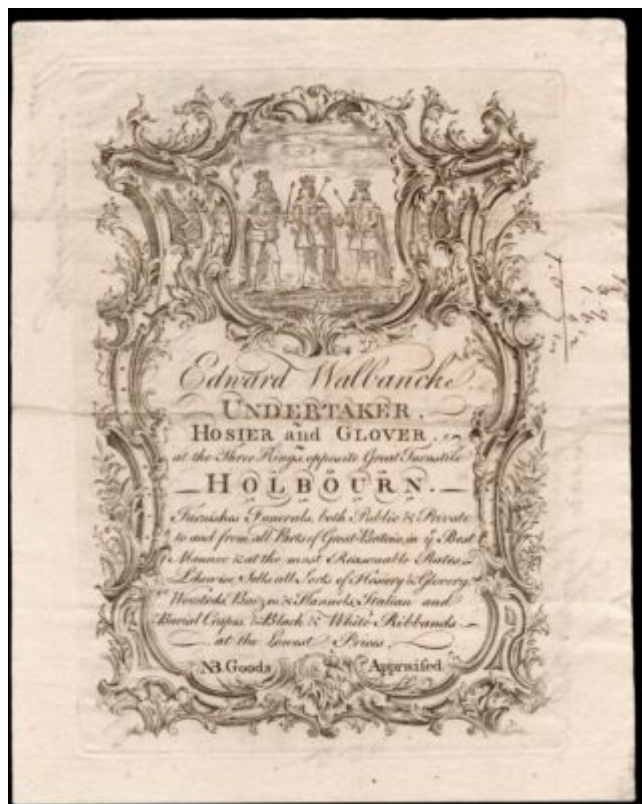 Edward Walbancke
UNDERTAKER,
HOSIER and GLOVER,
at the Three Kings, opposite Great Turnstile
HOLBOURN.
Furnishes Funerals, both Public & Private
to and from all Parts of Great-Britain, in yͤ Best
Manner & at the most Reasonable Rates
Likewise Sells all Sorts of Hosiery & Glovery
Worsteds, & Flannels, Italian and
Burial Crapes, & Black & White Ribbands
at the Lowest Prices.
NB. Goods Appraised